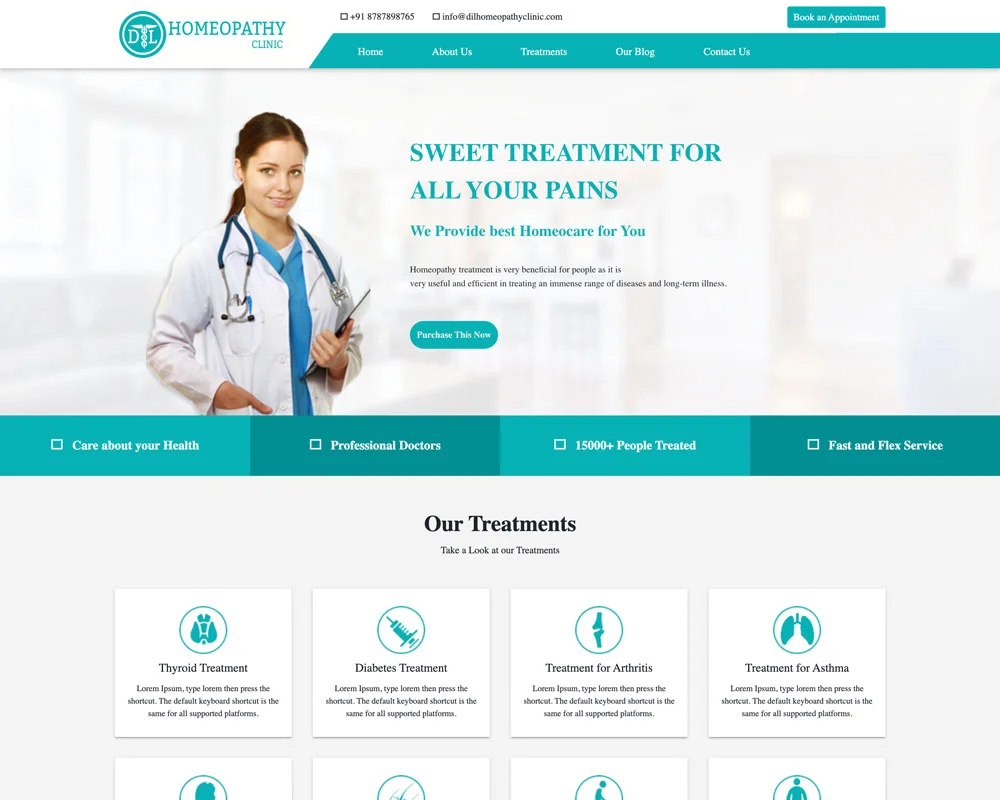 DL HOMEOPATHY
CLINIC
+91 8787898765
info@dilhomeopathyclinic.com
Book an Appointment
Home
About Us
Treatments
Our Blog
Contact Us
SWEET TREATMENT FOR
ALL YOUR PAINS
We Provide best Homeocare for You
Homeopathy treatment is very beneficial for people as it is
very useful and efficient in treating an immense range of diseases and long-term illness.
Purchase This Now
Care about your Health
Professional Doctors
15000+ People Treated
Fast and Flex Service
Our Treatments
Take a Look at our Treatments
Thyroid Treatment
Lorem Ipsum, type lorem then press the
shortcut. The default keyboard shortcut is the
same for all supported platforms.
Diabetes Treatment
Lorem Ipsum, type lorem then press the
shortcut. The default keyboard shortcut is the
same for all supported platforms.
Treatment for Arthritis
Lorem Ipsum, type lorem then press the
shortcut. The default keyboard shortcut is the
same for all supported platforms.
Treatment for Asthma
Lorem Ipsum, type lorem then press the
shortcut. The default keyboard shortcut is the
same for all supported platforms.